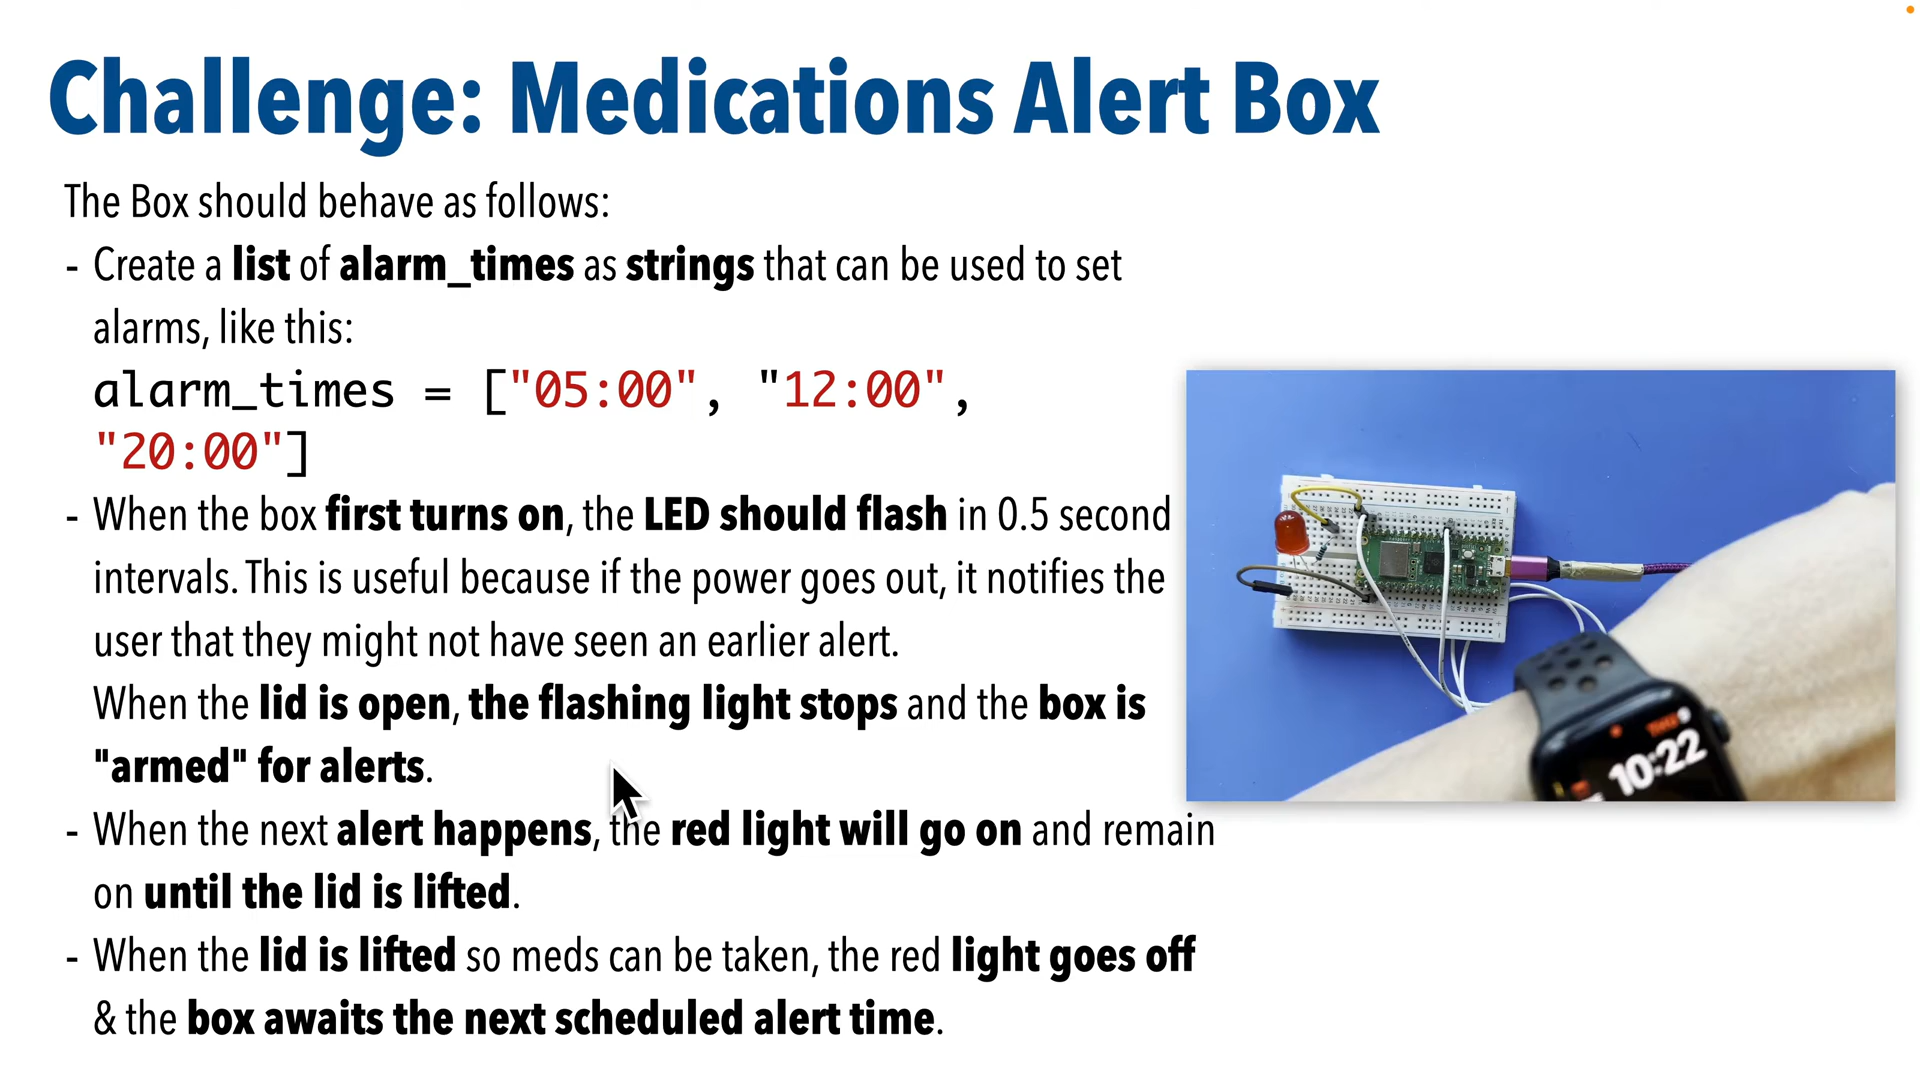 Challenge: Medications Alert Box
The Box should behave as follows:
- Create a list of alarm_times as strings that can be used to set
alarms, like this:
alarm_times = ["05:00", "12:00",
"20:00"]
- When the box first turns on, the LED should flash in 0.5 second
intervals. This is useful because if the power goes out, it notifies the
user that they might not have seen an earlier alert.
When the lid is open, the flashing light stops and the box is
"armed" for alerts.
- When the next alert happens, the red light will go on and remain
on until the lid is lifted.
- When the lid is lifted so meds can be taken, the red light goes off
& the box awaits the next scheduled alert time.
10:22